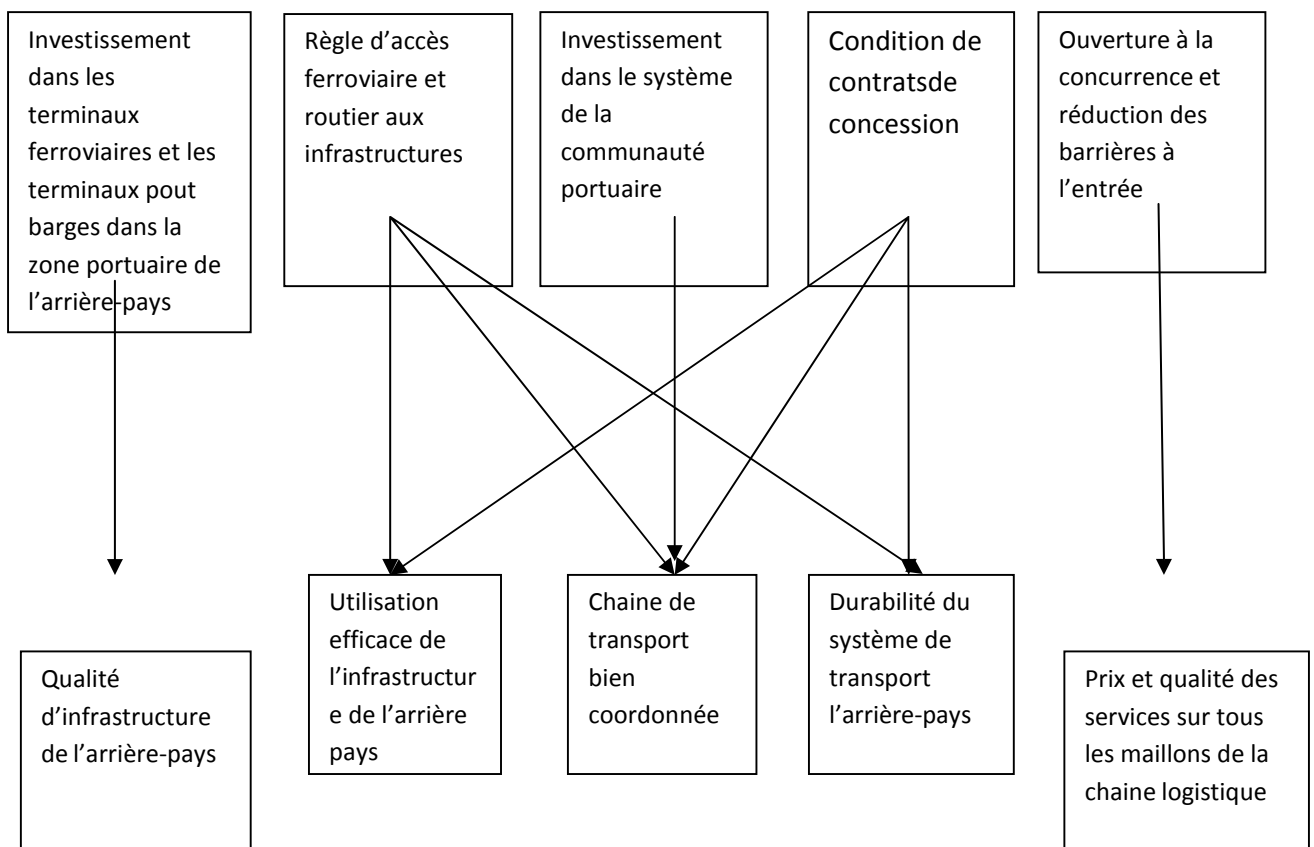 Investissement
dans les
terminaux
ferroviaires et les
terminaux pout
barges dans la
zone portuaire de
l'arrière-pays
Règle d'accès
ferroviaire et
routier aux
infrastructures
Investissement
dans le système
de la
communauté
portuaire
Condition de
contratsde
concession
Ouverture à la
concurrence et
réduction des
barrières à
l'entrée
Qualité
d'infrastructure
de l'arrière-pays
Utilisation
efficace de
l'infrastructur
e de l'arrière
pays
Chaine de
transport
bien
coordonnée
Durabilité du
système de
transport
l'arrière-pays
Prix et qualité des
services sur tous
les maillons de la
chaine logistique